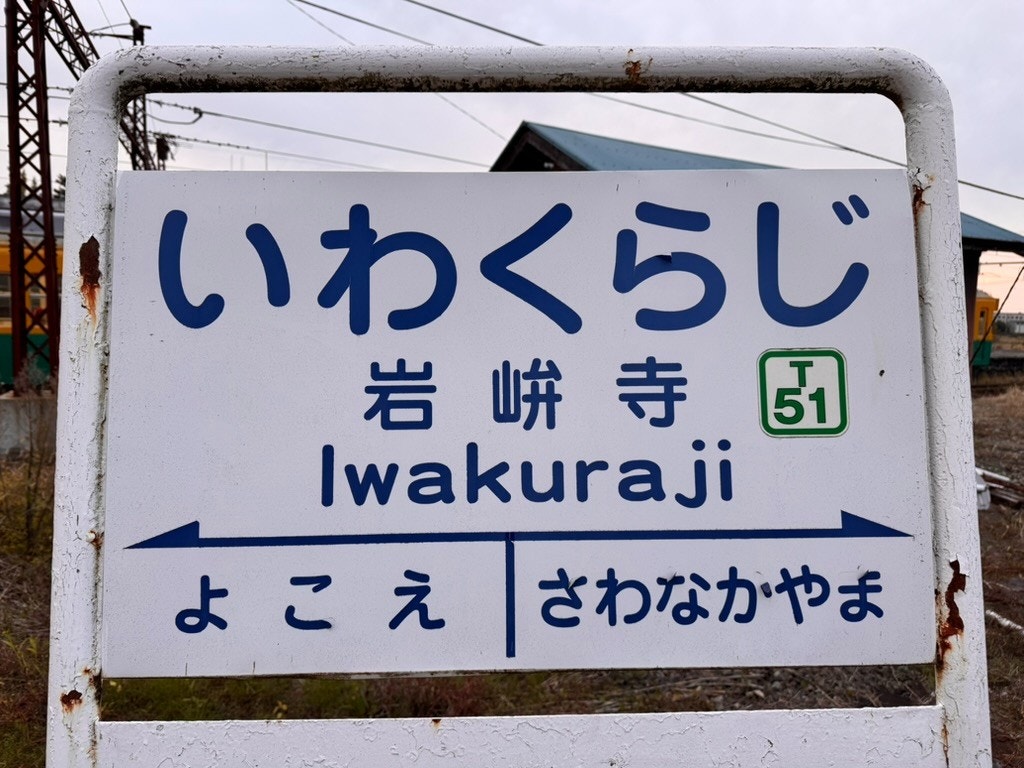 いわくらじ
岩峅寺
T
51
Iwakuraji
よこえ
さわなかやま